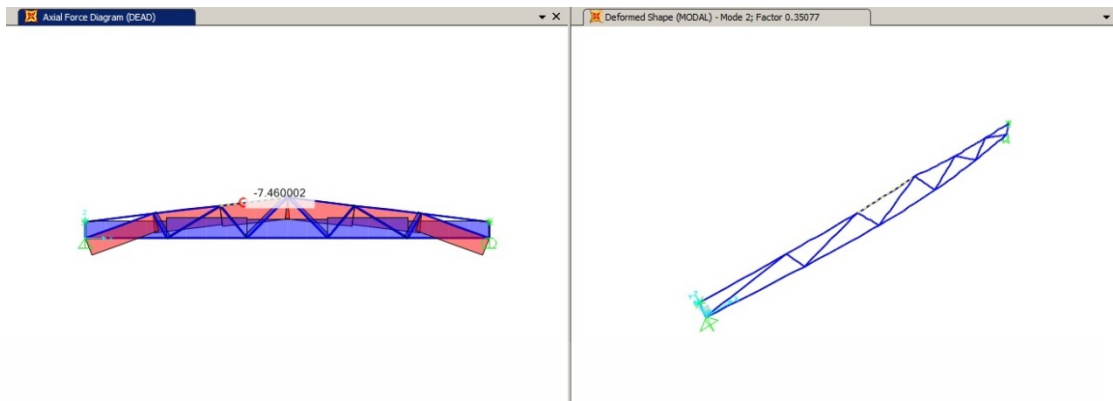 Axial Force Diagram (DEAD)
Deformed Shape (MODAL) - Mode 2; Factor 0.35077
-7.460002